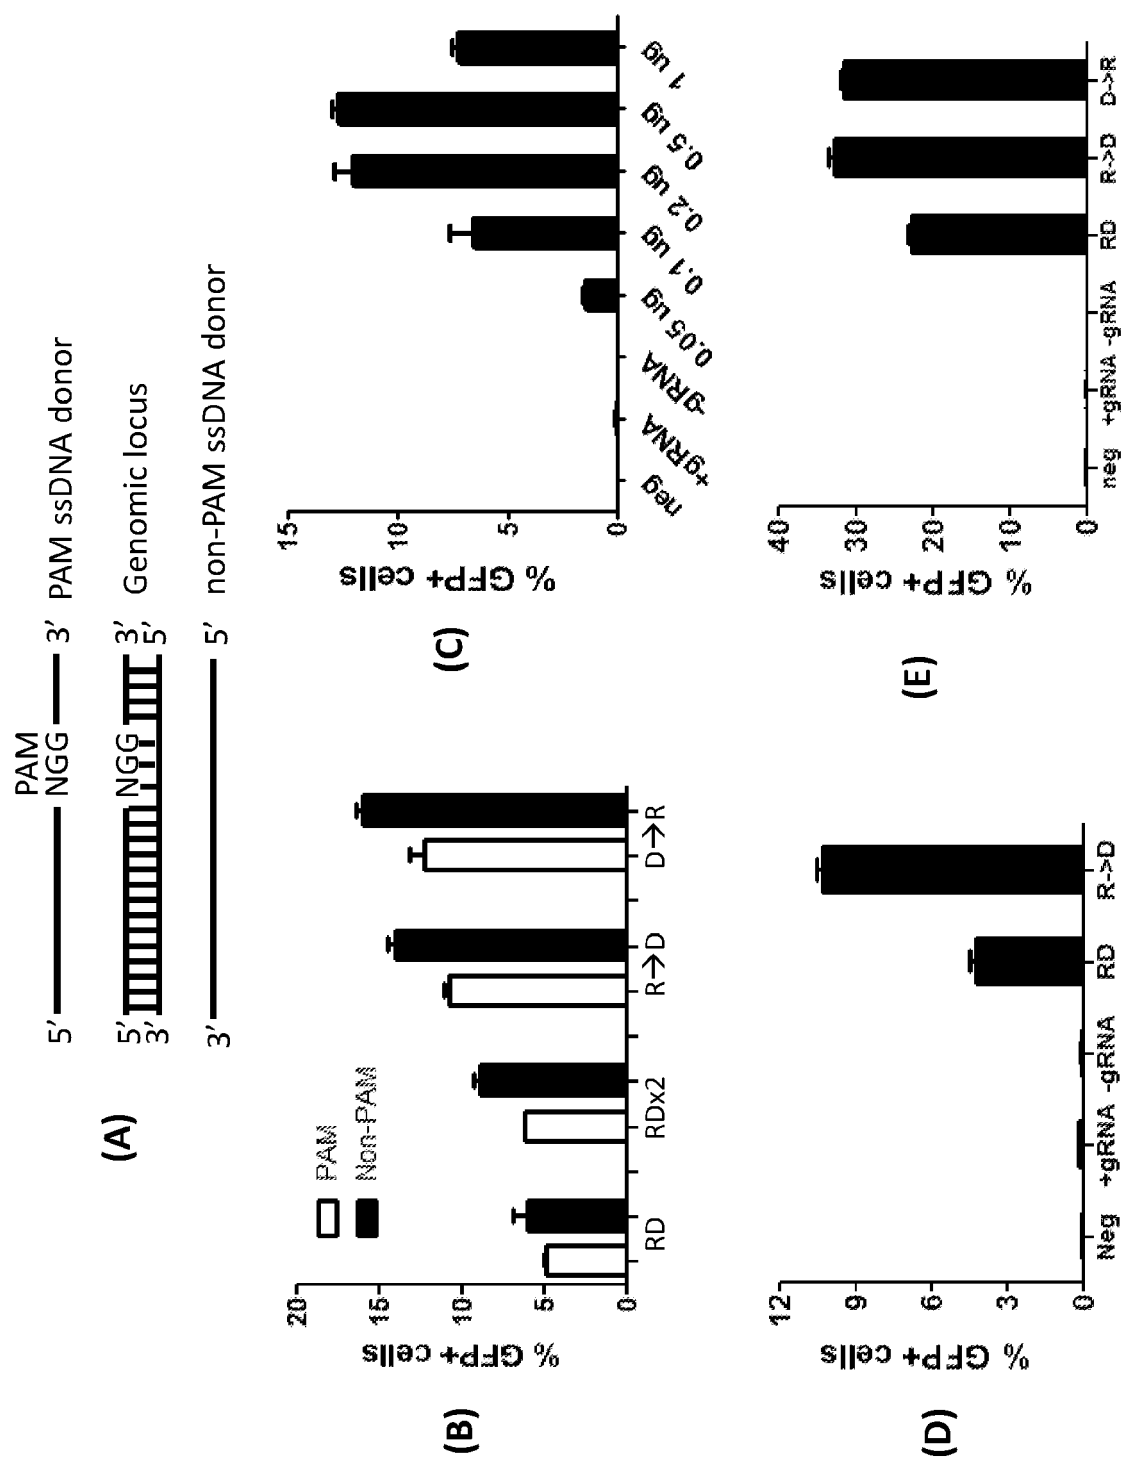 (A)
PAM
5' NGG 3' PAM ssDNA donor
5' NGG 3'
3' 5'
Genomic locus
3' 5' non-PAM ssDNA donor
(B)
% GFP+ cells
20
15
10
5
0
PAM
Non-PAM
RD RDx2 R→D D→R
(C)
% GFP+ cells
15
10
5
0
neg +gRNA -gRNA 0.05 ug 0.1 ug 0.2 ug 0.5 ug 1 ug
(D)
% GFP+ cells
12
9
6
3
0
Neg +gRNA -gRNA RD R->D
(E)
% GFP+ cells
40
30
20
10
0
neg +gRNA -gRNA RD R->D D->R